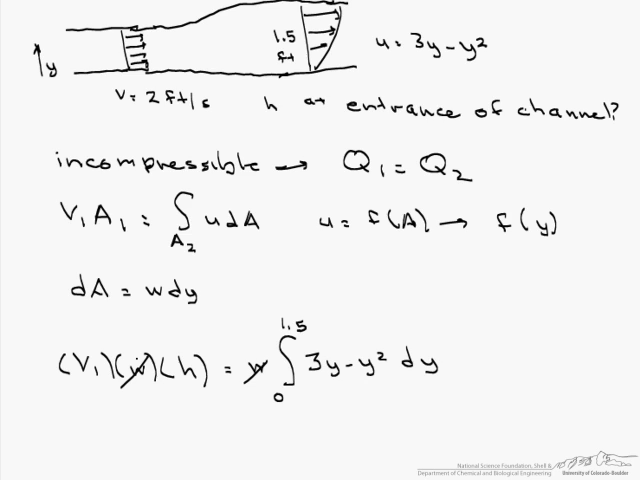 1.5
ft
u = 3y - y²
y
V = 2 ft/s h at entrance of channel?
incompressible → Q₁ = Q₂
V₁A₁ = ∫_A₂ u dA u = f(A) → f(y)
dA = w dy
(V₁)(w)(h) = w ∫₀^1.5 3y - y² dy
National Science Foundation, Shell &
Department of Chemical and Biological Engineering
University of Colorado-Boulder